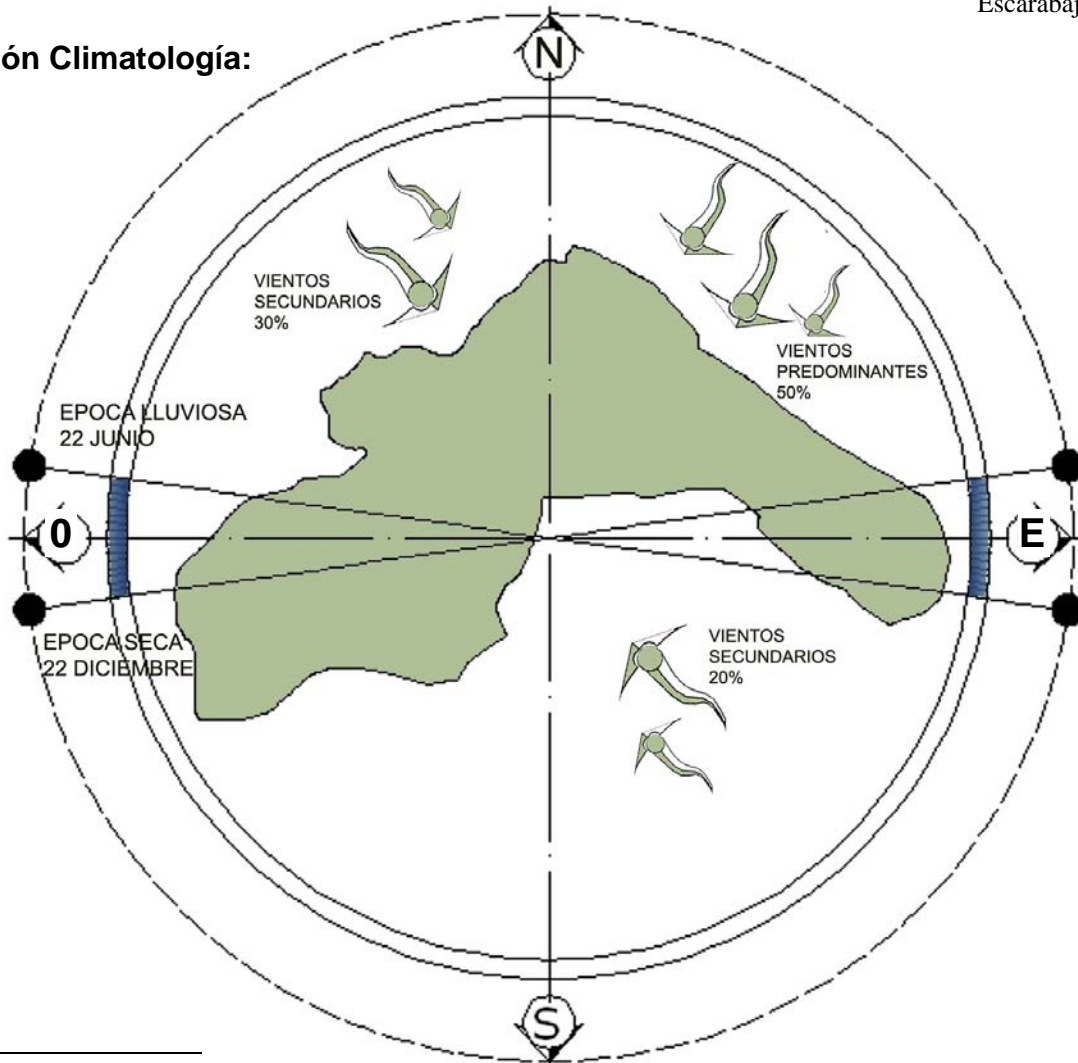 Escarabaj
ón Climatología:
N
VIENTOS
SECUNDARIOS
30%
VIENTOS
PREDOMINANTES
50%
EPOCA LLUVIOSA
22 JUNIO
0
E
EPOCA SECA
22 DICIEMBRE
VIENTOS
SECUNDARIOS
20%
S